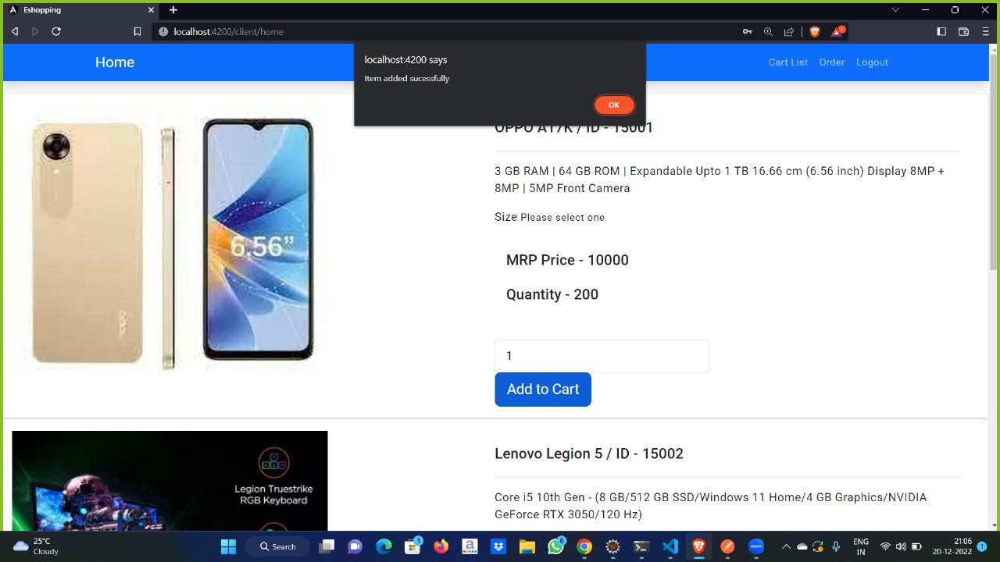 Eshopping
localhost:4200/client/home
Home
Cart List
Order
Logout
localhost:4200 says
Item added sucessfully
OK
OPPO A17K / ID - 15001
3 GB RAM | 64 GB ROM | Expandable Upto 1 TB 16.66 cm (6.56 inch) Display 8MP +
8MP | 5MP Front Camera
Size Please select one
MRP Price - 10000
Quantity - 200
1
Add to Cart
6.56”
oppo
Lenovo Legion 5 / ID - 15002
Core i5 10th Gen - (8 GB/512 GB SSD/Windows 11 Home/4 GB Graphics/NVIDIA
GeForce RTX 3050/120 Hz)
Legion Truestrike
RGB Keyboard
25°C
Cloudy
Search
1
a
8
zoom
ENG
IN
21:06
20-12-2022
1